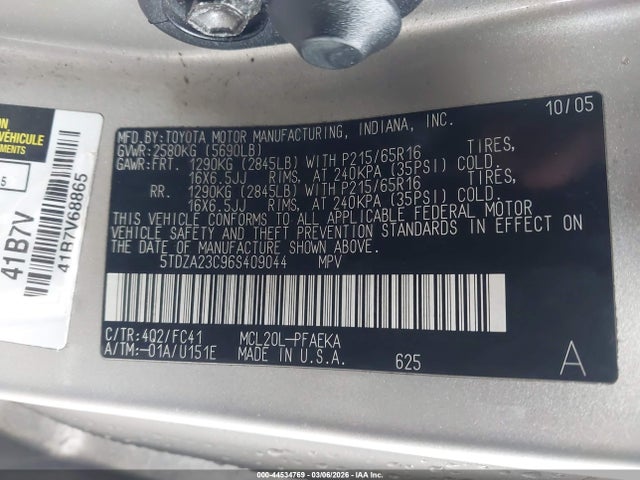 10/05
MFD. BY: TOYOTA MOTOR MANUFACTURING, INDIANA, INC.
GVWR: 2580KG (5690LB)
GAWR: FRT. 1290KG (2845LB) WITH P215/65R16 TIRES,
16X6.5JJ RIMS, AT 240KPA (35PSI) COLD.
RR. 1290KG (2845LB) WITH P215/65R16 TIRES,
16X6.5JJ RIMS, AT 240KPA (35PSI) COLD.
THIS VEHICLE CONFORMS TO ALL APPLICABLE FEDERAL MOTOR
VEHICLE SAFETY AND THEFT PREVENTION STANDARDS IN EFFECT ON
THE DATE OF MANUFACTURE SHOWN ABOVE.
5TDZA23C96S409044 MPV
C/TR: 4Q2/FC41 MCL20L-PFAEKA
A/TM: -01A/U151E MADE IN U.S.A. 625 A
VÉHICULE
41B7V
41B7V68865
000-44534769 - 03/06/2026 - IAAI.COM